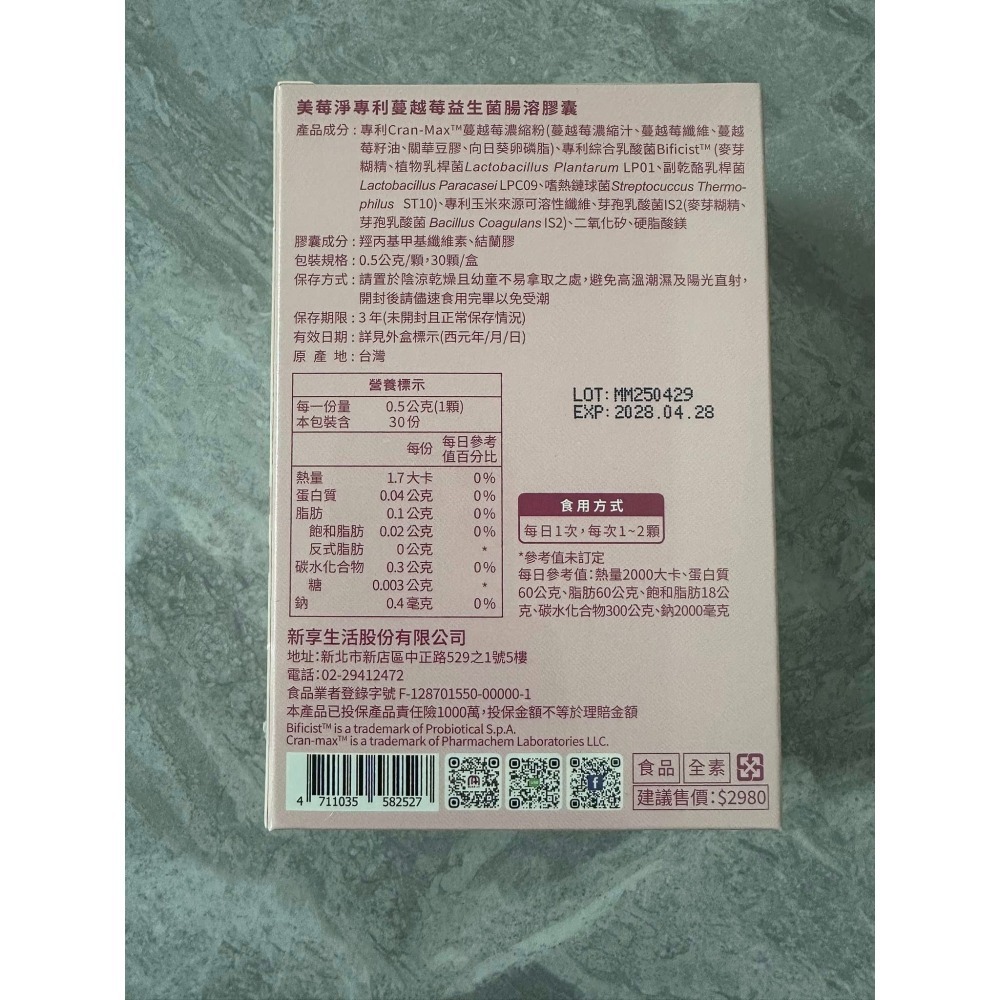 美莓淨專利蔓越莓益生菌腸溶膠囊
產品成分：專利Cran-Max™蔓越莓濃縮粉(蔓越莓濃縮汁、蔓越莓纖維、蔓越
莓籽油、關華豆膠、向日葵卵磷脂)、專利綜合乳酸菌Bificist™ (麥芽
糊精、植物乳桿菌Lactobacillus Plantarum LP01、副乾酪乳桿菌
Lactobacillus Paracasei LPC09、嗜熱鏈球菌Streptocuccus Thermo-
philus ST10)、專利玉米來源可溶性纖維、芽孢乳酸菌IS2(麥芽糊精、
芽孢乳酸菌 Bacillus Coagulans IS2)、二氧化矽、硬脂酸鎂
膠囊成分：羥丙基甲基纖維素、結蘭膠
包裝規格：0.5公克/顆，30顆/盒
保存方式：請置於陰涼乾燥且幼童不易拿取之處，避免高溫潮濕及陽光直射，
開封後請儘速食用完畢以免受潮
保存期限：3年(未開封且正常保存情況)
有效日期：詳見外盒標示(西元年/月/日)
原產地：台灣
營養標示
每一份量 0.5公克(1顆)
本包裝含 30份
每份 每日參考值百分比
熱量 1.7大卡 0%
蛋白質 0.04公克 0%
脂肪 0.1公克 0%
飽和脂肪 0.02公克 0%
反式脂肪 0公克 *
碳水化合物 0.3公克 0%
糖 0.003公克 *
鈉 0.4毫克 0%
LOT: MM250429
EXP: 2028.04.28
食用方式
每日1次，每次1~2顆
*參考值未訂定
每日參考值：熱量2000大卡、蛋白質
60公克、脂肪60公克、飽和脂肪18公
克、碳水化合物300公克、鈉2000毫克
新享生活股份有限公司
地址：新北市新店區中正路529之1號5樓
電話：02-29412472
食品業者登錄字號 F-128701550-00000-1
本產品已投保產品責任險1000萬，投保金額不等於理賠金額
Bificist™ is a trademark of Probiotical S.p.A.
Cran-max™ is a trademark of Pharmachem Laboratories LLC.
4 711035 582527
食品 全素
建議售價：$2980